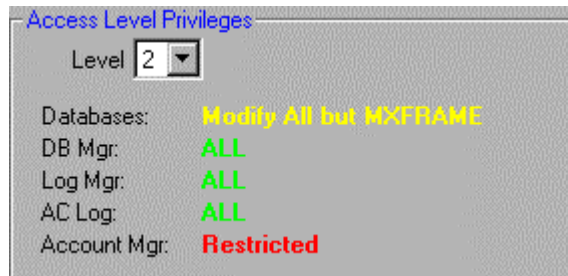 Access Level Privileges
Level 2
Databases: Modify All but MXFRAME
DB Mgr: ALL
Log Mgr: ALL
AC Log: ALL
Account Mgr: Restricted